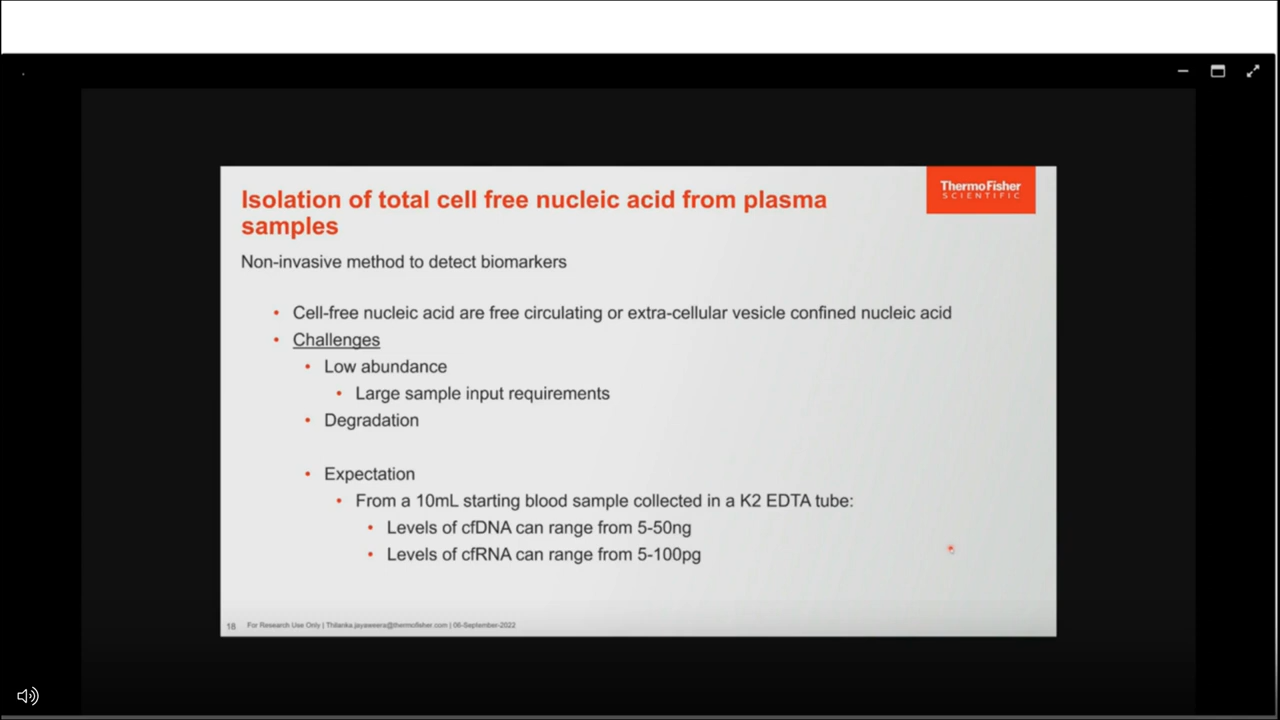 Isolation of total cell free nucleic acid from plasma
samples
ThermoFisher
SCIENTIFIC
Non-invasive method to detect biomarkers
• Cell-free nucleic acid are free circulating or extra-cellular vesicle confined nucleic acid
• Challenges
• Low abundance
• Large sample input requirements
• Degradation
• Expectation
• From a 10mL starting blood sample collected in a K2 EDTA tube:
• Levels of cfDNA can range from 5-50ng
• Levels of cfRNA can range from 5-100pg
18 For Research Use Only | Thilanka.jayaweera@thermofisher.com | 06-September-2022